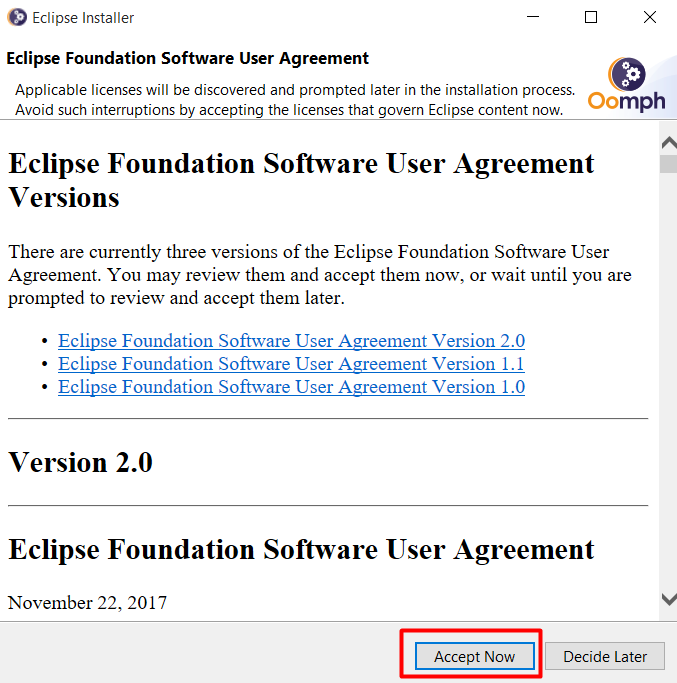 Eclipse Installer
Eclipse Foundation Software User Agreement
Applicable licenses will be discovered and prompted later in the installation process.
Avoid such interruptions by accepting the licenses that govern Eclipse content now.
Oomph
Eclipse Foundation Software User Agreement
Versions
There are currently three versions of the Eclipse Foundation Software User
Agreement. You may review them and accept them now, or wait until you are
prompted to review and accept them later.
• Eclipse Foundation Software User Agreement Version 2.0
• Eclipse Foundation Software User Agreement Version 1.1
• Eclipse Foundation Software User Agreement Version 1.0
Version 2.0
Eclipse Foundation Software User Agreement
November 22, 2017
Accept Now
Decide Later